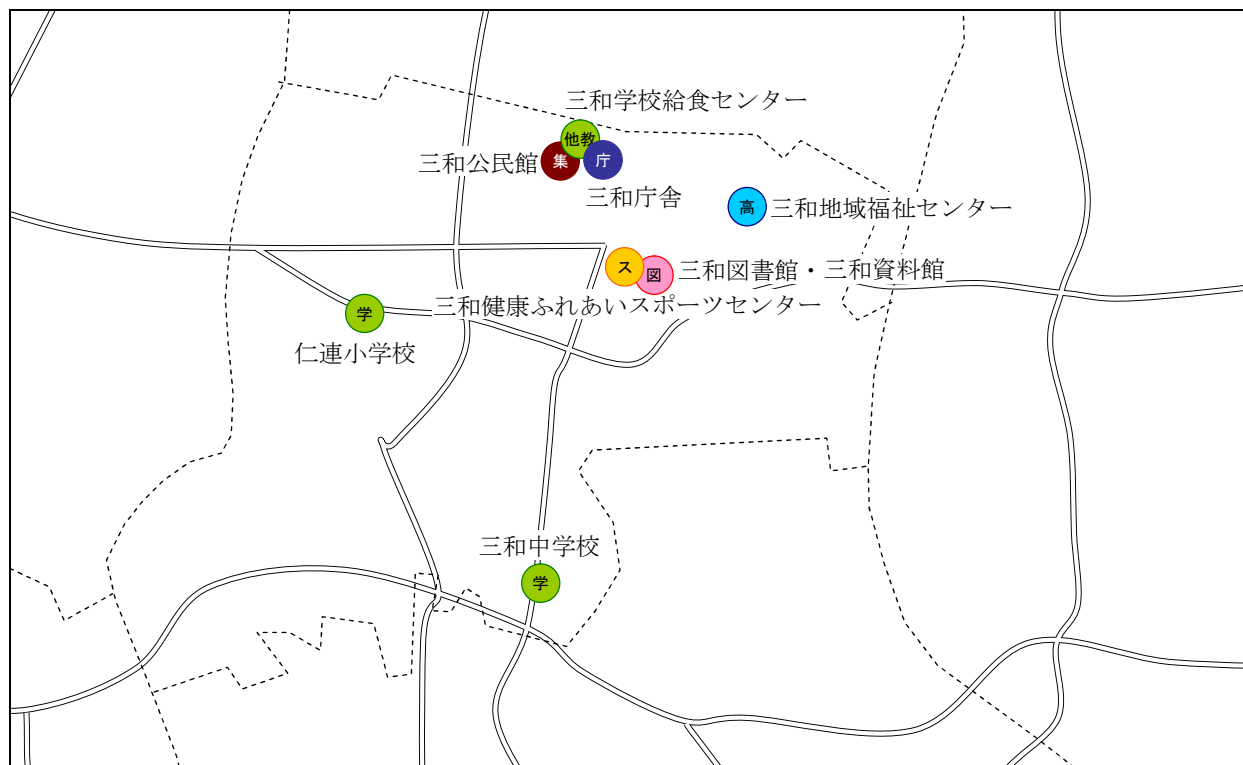 三和学校給食センター
他教
三和公民館
集
庁
三和庁舎
高
三和地域福祉センター
ス
図
三和図書館・三和資料館
三和健康ふれあいスポーツセンター
学
仁連小学校
三和中学校
学